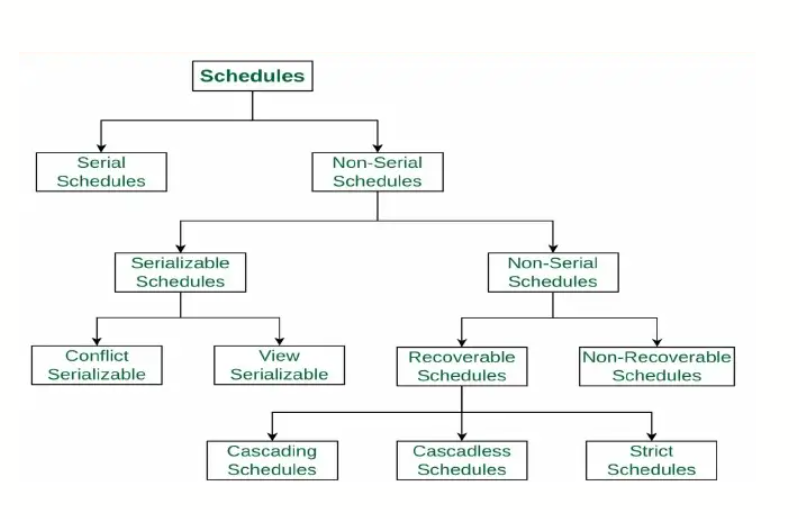 Schedules
Serial
Schedules
Non-Serial
Schedules
Serializable
Schedules
Non-Serial
Schedules
Conflict
Serializable
View
Serializable
Recoverable
Schedules
Non-Recoverable
Schedules
Cascading
Schedules
Cascadless
Schedules
Strict
Schedules